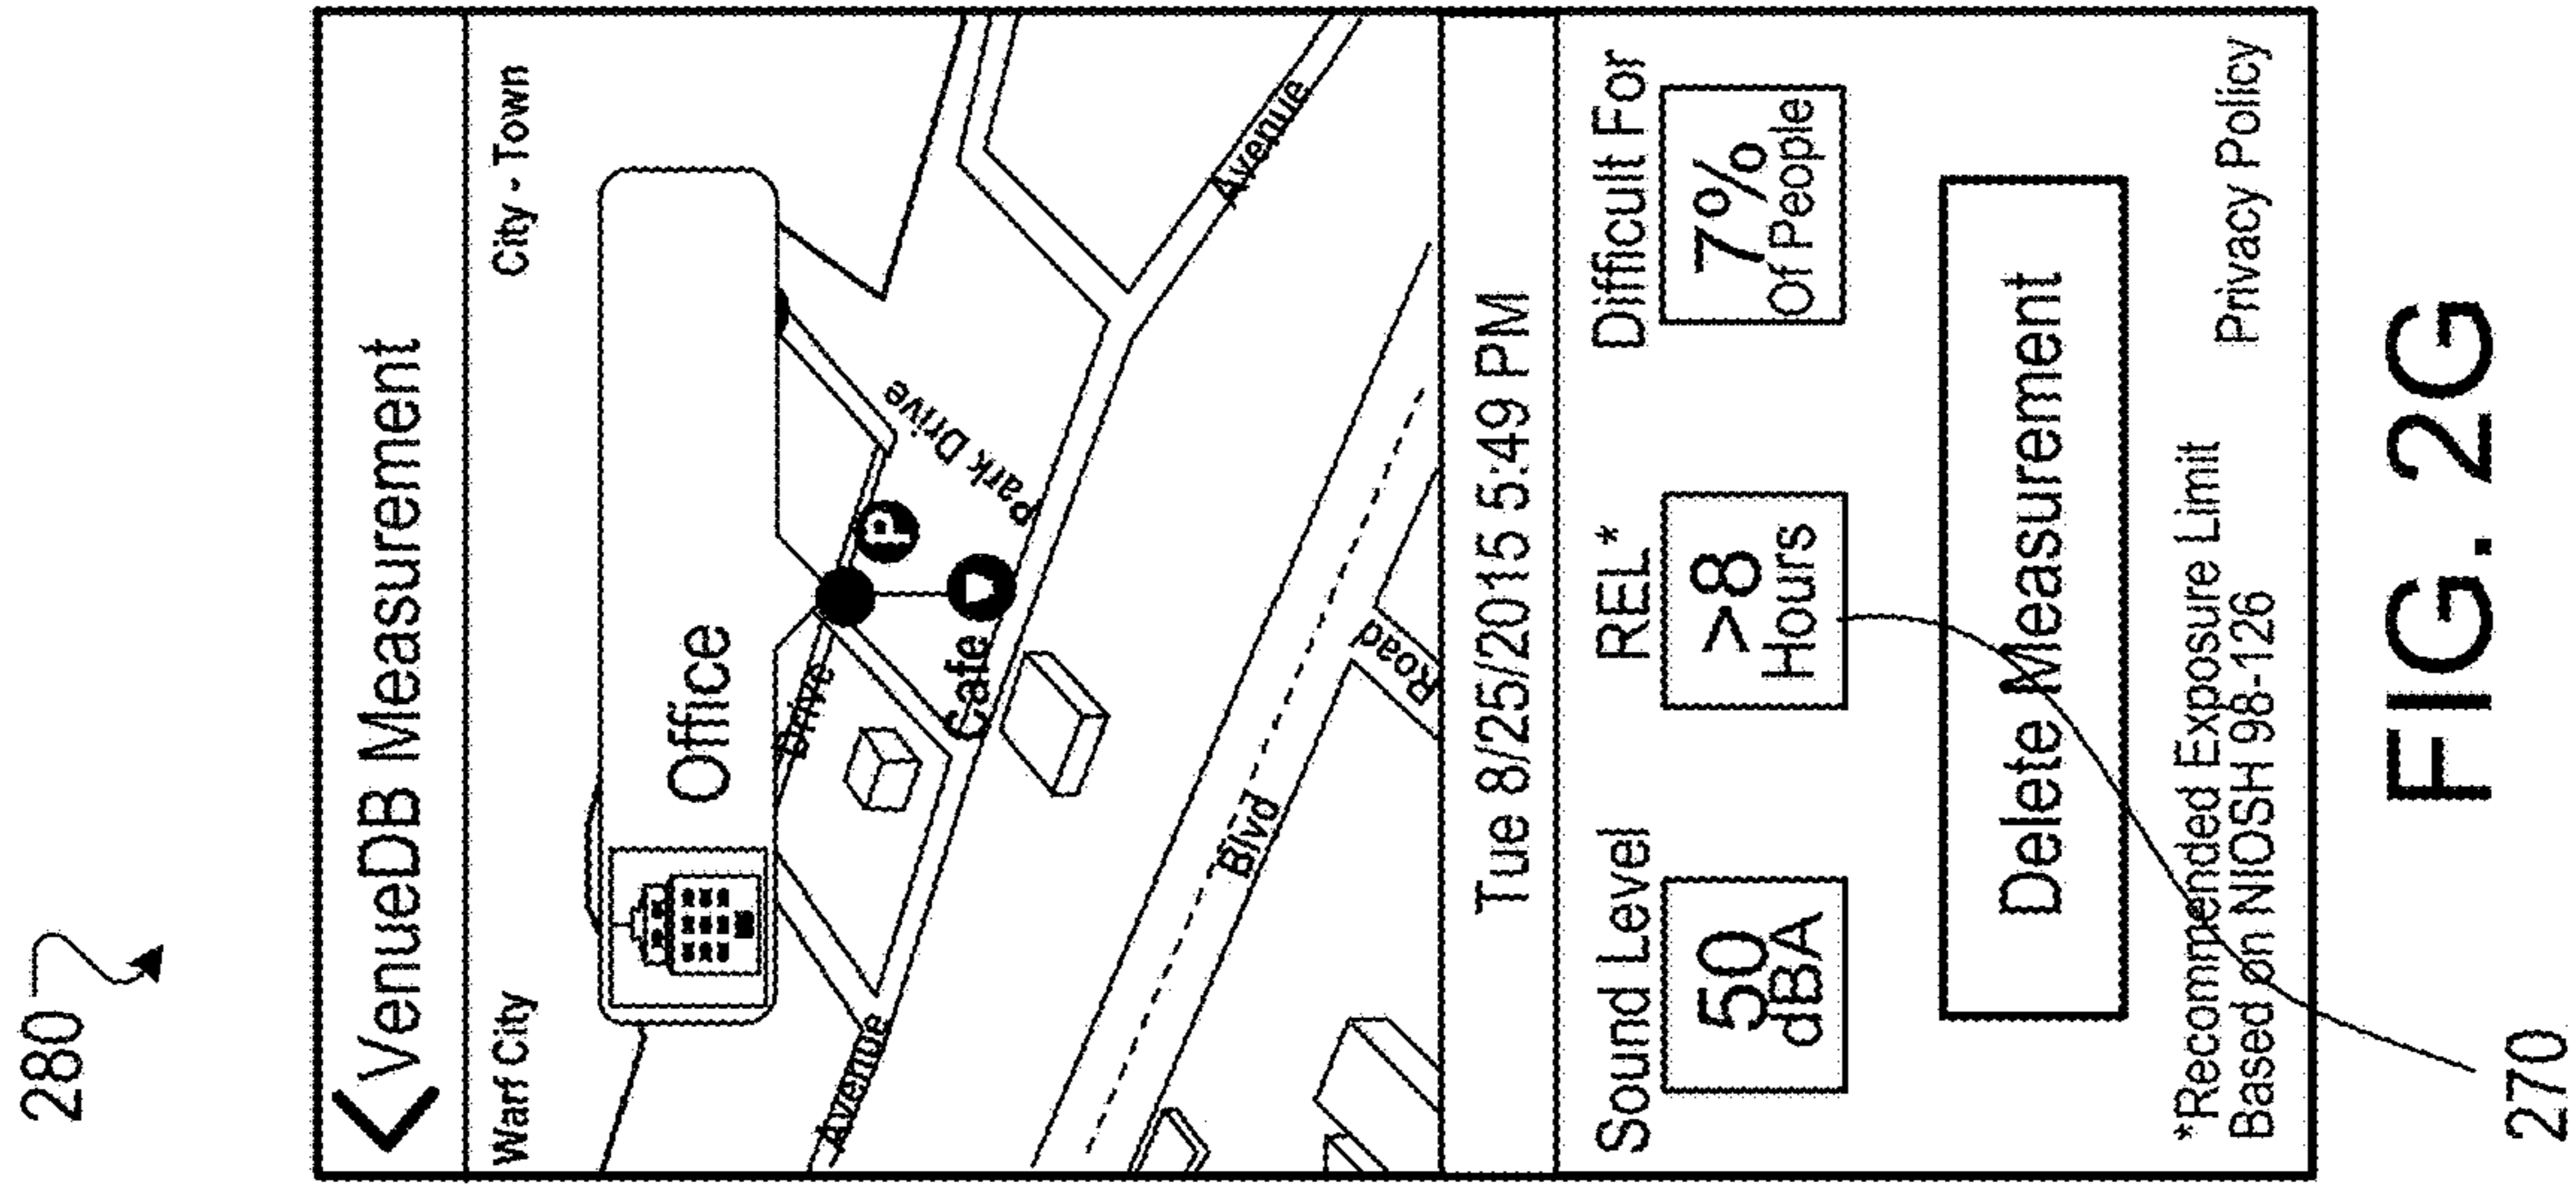 280
VenueDB Measurement
Warf City
City - Town
Office
Drive
P
Park Drive
Cafe
Avenue
Avenue
Blvd
Road
Tue 8/25/2015 5:49 PM
Sound Level
REL*
Difficult For
50
dBA
>8
Hours
7%
Of People
Delete Measurement
*Recommended Exposure Limit
Based on NIOSH 98-126
Privacy Policy
270
FIG. 2G